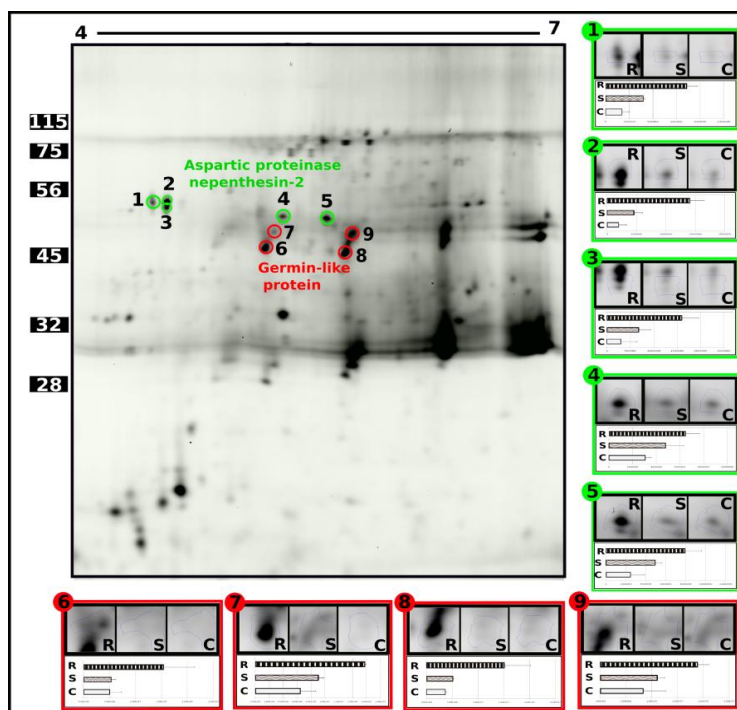 4 7
115
75
56
45
32
28
Aspartic proteinase
nepenthesin-2
1
2
3
4
5
7
6
9
8
Germin-like
protein
1
R S C
R
S
C
2
R S C
R
S
C
3
R S C
R
S
C
4
R S C
R
S
C
5
R S C
R
S
C
6
R S C
R
S
C
7
R S C
R
S
C
8
R S C
R
S
C
9
R S C
R
S
C